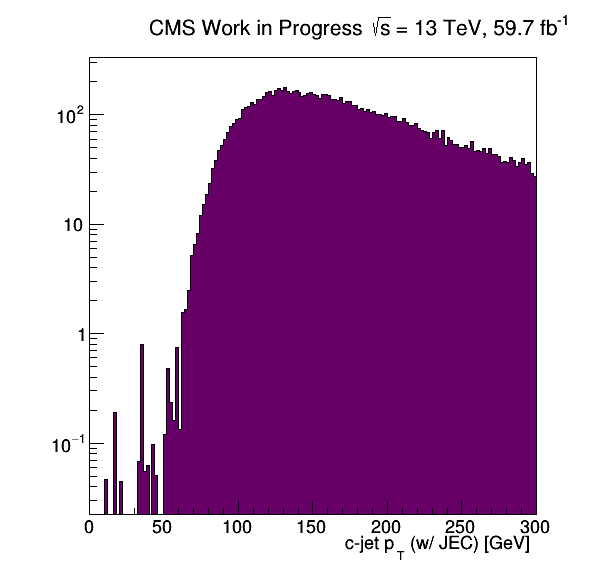 CMS Work in Progress √s = 13 TeV, 59.7 fb⁻¹
10²
10
1
10⁻¹
0 50 100 150 200 250 300
c-jet p_T (w/ JEC) [GeV]